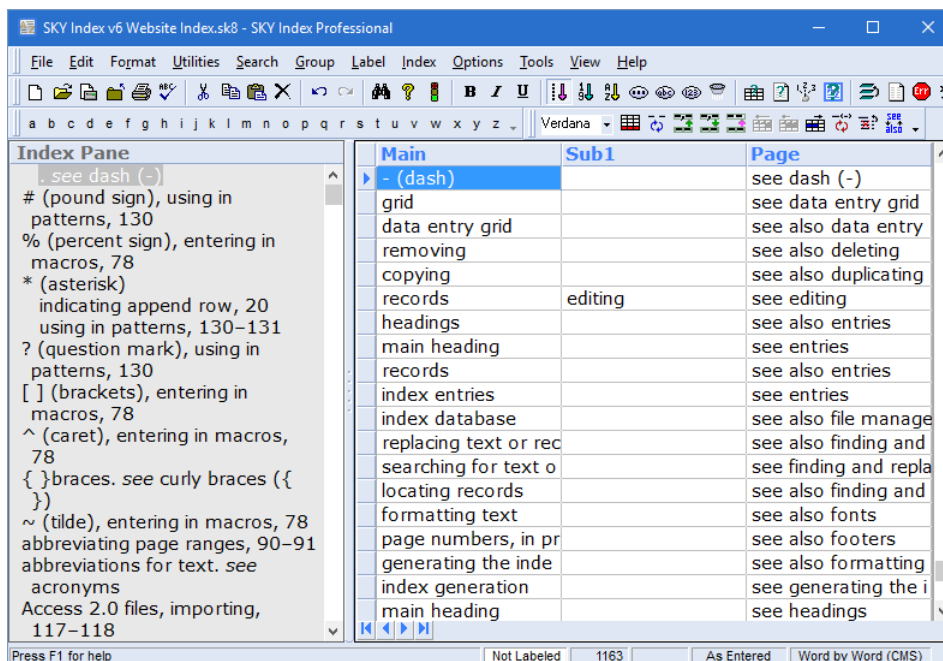 SKY Index v6 Website Index.sk8 - SKY Index Professional
File Edit Format Utilities Search Group Label Index Options Tools View Help
a b c d e f g h i j k l m n o p q r s t u v w x y z Verdana see also
Index Pane
. see dash (-)
# (pound sign), using in
patterns, 130
% (percent sign), entering in
macros, 78
* (asterisk)
indicating append row, 20
using in patterns, 130–131
? (question mark), using in
patterns, 130
[ ] (brackets), entering in
macros, 78
^ (caret), entering in macros,
78
{ }braces. see curly braces ({
})
~ (tilde), entering in macros, 78
abbreviating page ranges, 90–91
abbreviations for text. see
acronyms
Access 2.0 files, importing,
117–118
Main Sub1 Page
- (dash) see dash (-)
grid see data entry grid
data entry grid see also data entry
removing see also deleting
copying see also duplicating
records editing see editing
headings see also entries
main heading see entries
records see also entries
index entries see entries
index database see also file manage
replacing text or rec see also finding and
searching for text o see finding and repla
locating records see also finding and
formatting text see also fonts
page numbers, in pr see also footers
generating the inde see also formatting
index generation see generating the i
main heading see headings
Press F1 for help Not Labeled 1163 As Entered Word by Word (CMS)